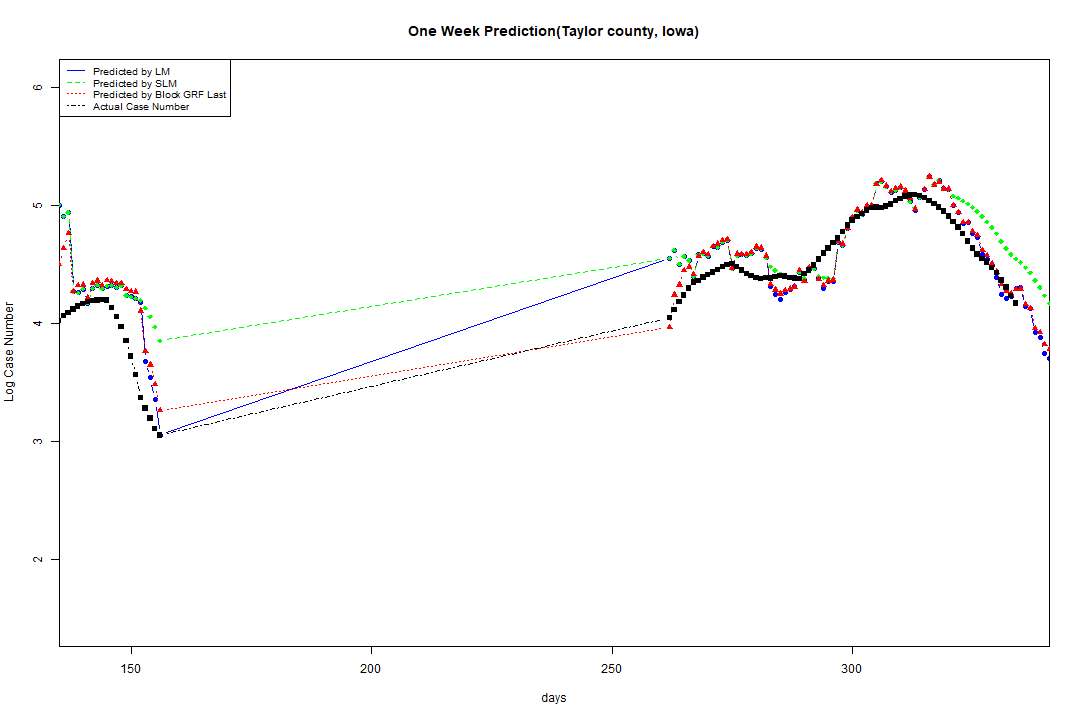 One Week Prediction(Taylor county, Iowa)
Predicted by LM
Predicted by SLM
Predicted by Block GRF Last
Actual Case Number
6
5
4
3
2
Log Case Number
150
200
250
300
days